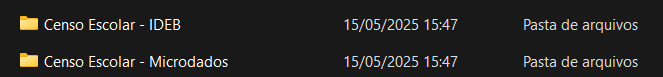 Censo Escolar - IDEB 15/05/2025 15:47 Pasta de arquivos
Censo Escolar - Microdados 15/05/2025 15:47 Pasta de arquivos